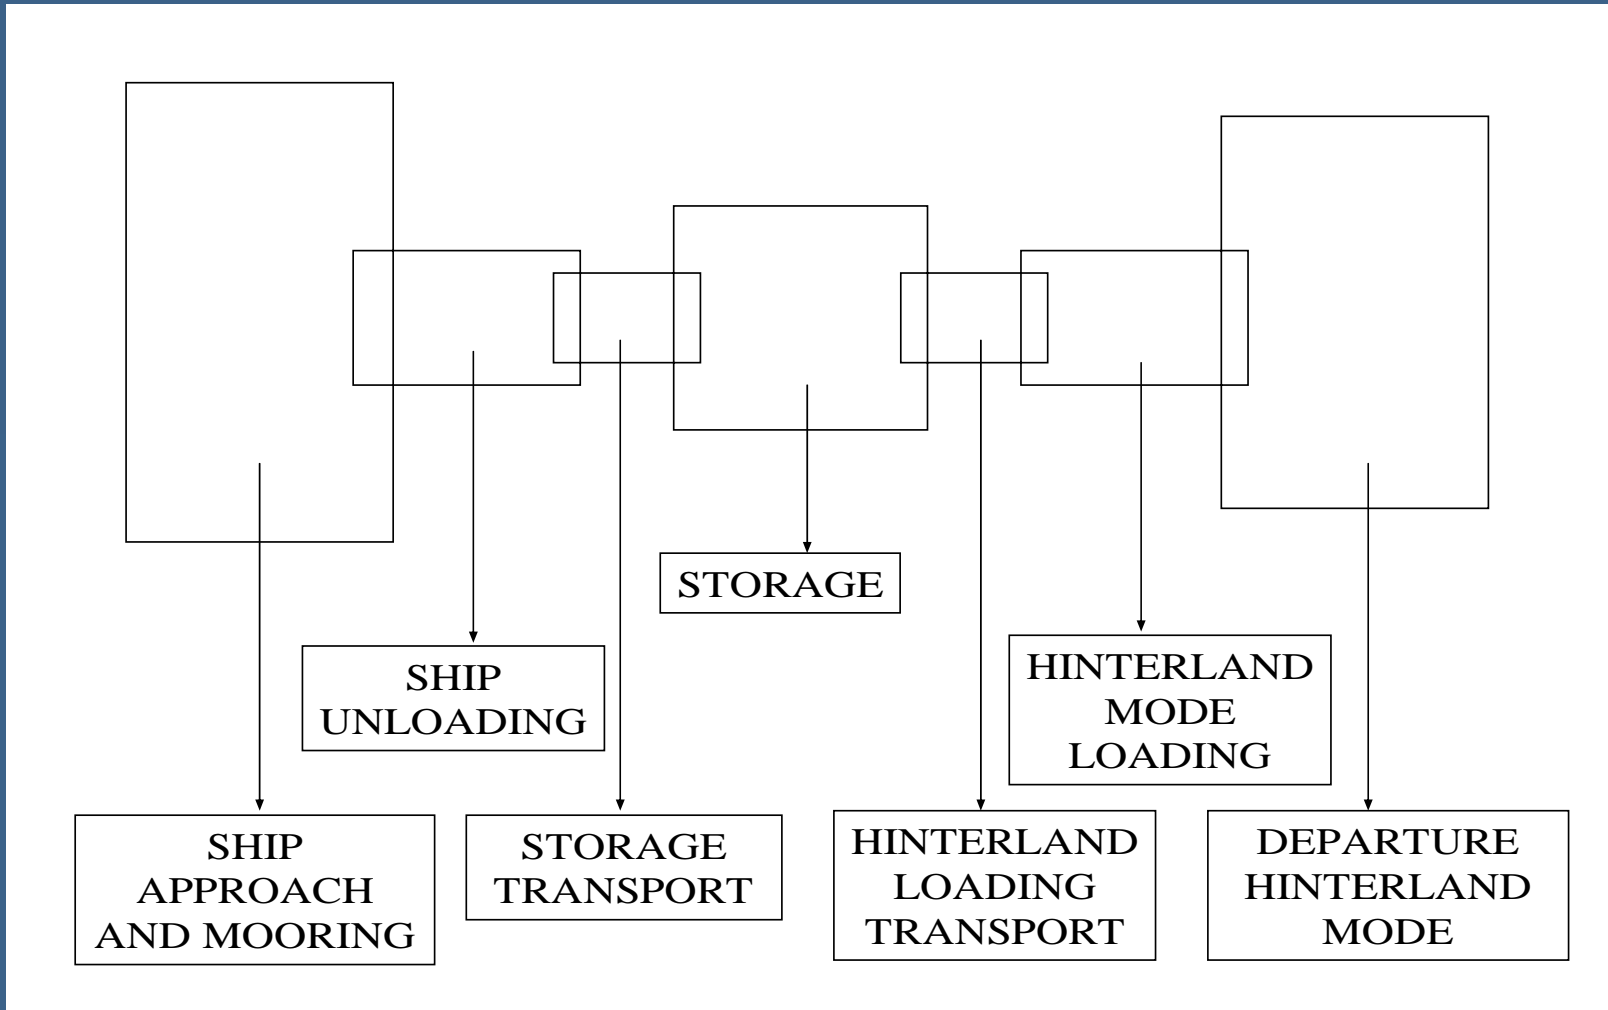 STORAGE
SHIP
UNLOADING
HINTERLAND
MODE
LOADING
SHIP
APPROACH
AND MOORING
STORAGE
TRANSPORT
HINTERLAND
LOADING
TRANSPORT
DEPARTURE
HINTERLAND
MODE